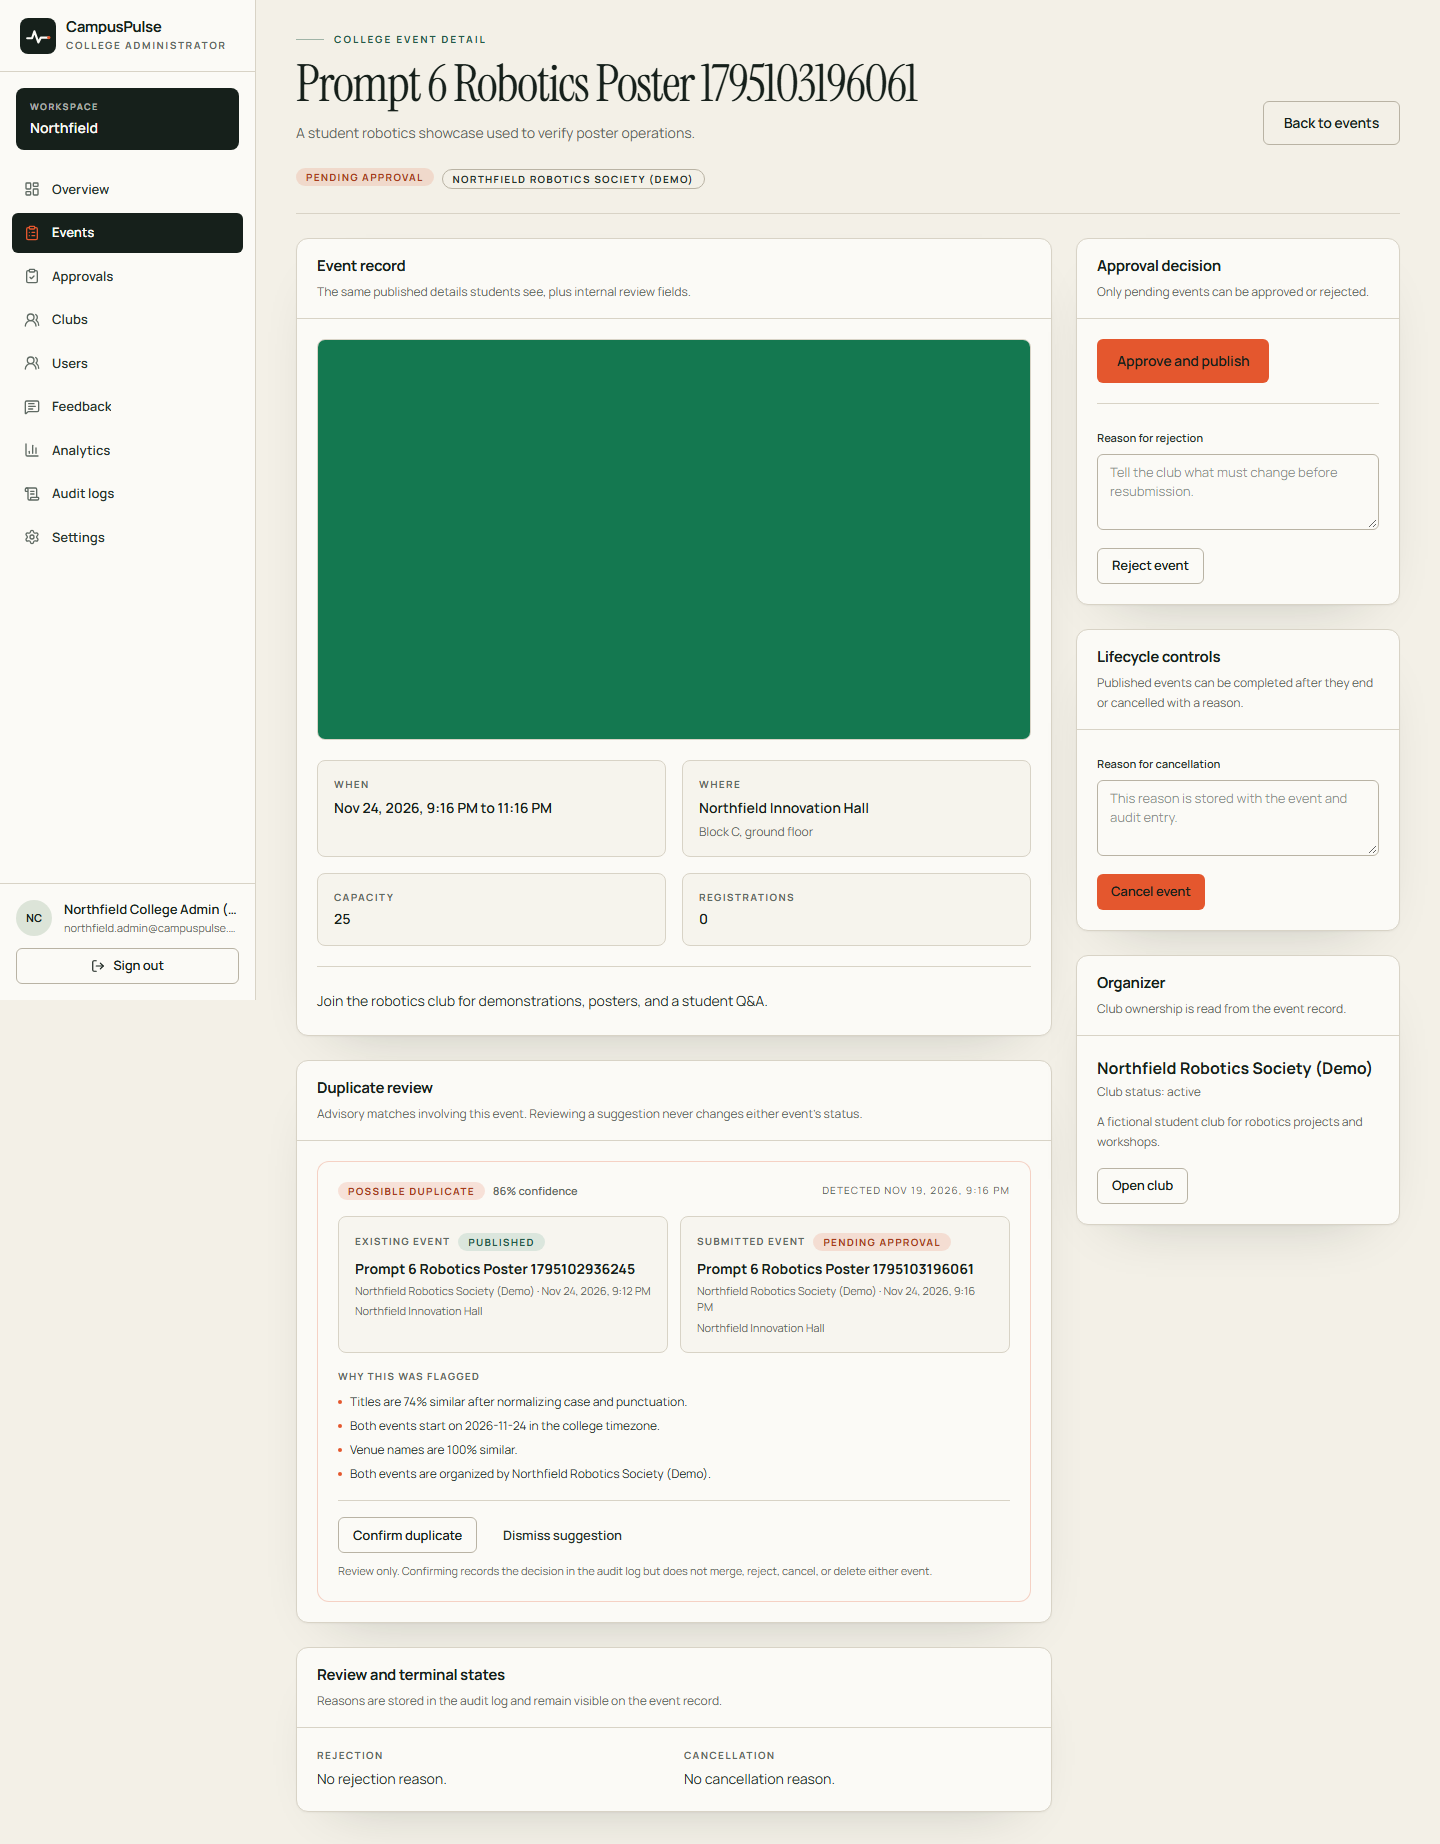 CampusPulse
COLLEGE ADMINISTRATOR
WORKSPACE
Northfield
Overview
Events
Approvals
Clubs
Users
Feedback
Analytics
Audit logs
Settings
NC
Northfield College Admin (...
northfield.admin@campuspulse....
Sign out
COLLEGE EVENT DETAIL
Prompt 6 Robotics Poster 1795103196061
A student robotics showcase used to verify poster operations.
Back to events
PENDING APPROVAL
NORTHFIELD ROBOTICS SOCIETY (DEMO)
Event record
The same published details students see, plus internal review fields.
WHEN
Nov 24, 2026, 9:16 PM to 11:16 PM
WHERE
Northfield Innovation Hall
Block C, ground floor
CAPACITY
25
REGISTRATIONS
0
Join the robotics club for demonstrations, posters, and a student Q&A.
Duplicate review
Advisory matches involving this event. Reviewing a suggestion never changes either event's status.
POSSIBLE DUPLICATE
86% confidence
DETECTED NOV 19, 2026, 9:16 PM
EXISTING EVENT
PUBLISHED
Prompt 6 Robotics Poster 1795102936245
Northfield Robotics Society (Demo) · Nov 24, 2026, 9:12 PM
Northfield Innovation Hall
SUBMITTED EVENT
PENDING APPROVAL
Prompt 6 Robotics Poster 1795103196061
Northfield Robotics Society (Demo) · Nov 24, 2026, 9:16
PM
Northfield Innovation Hall
WHY THIS WAS FLAGGED
Titles are 74% similar after normalizing case and punctuation.
Both events start on 2026-11-24 in the college timezone.
Venue names are 100% similar.
Both events are organized by Northfield Robotics Society (Demo).
Confirm duplicate
Dismiss suggestion
Review only. Confirming records the decision in the audit log but does not merge, reject, cancel, or delete either event.
Review and terminal states
Reasons are stored in the audit log and remain visible on the event record.
REJECTION
No rejection reason.
CANCELLATION
No cancellation reason.
Approval decision
Only pending events can be approved or rejected.
Approve and publish
Reason for rejection
Tell the club what must change before
resubmission.
Reject event
Lifecycle controls
Published events can be completed after they end
or cancelled with a reason.
Reason for cancellation
This reason is stored with the event and
audit entry.
Cancel event
Organizer
Club ownership is read from the event record.
Northfield Robotics Society (Demo)
Club status: active
A fictional student club for robotics projects and
workshops.
Open club